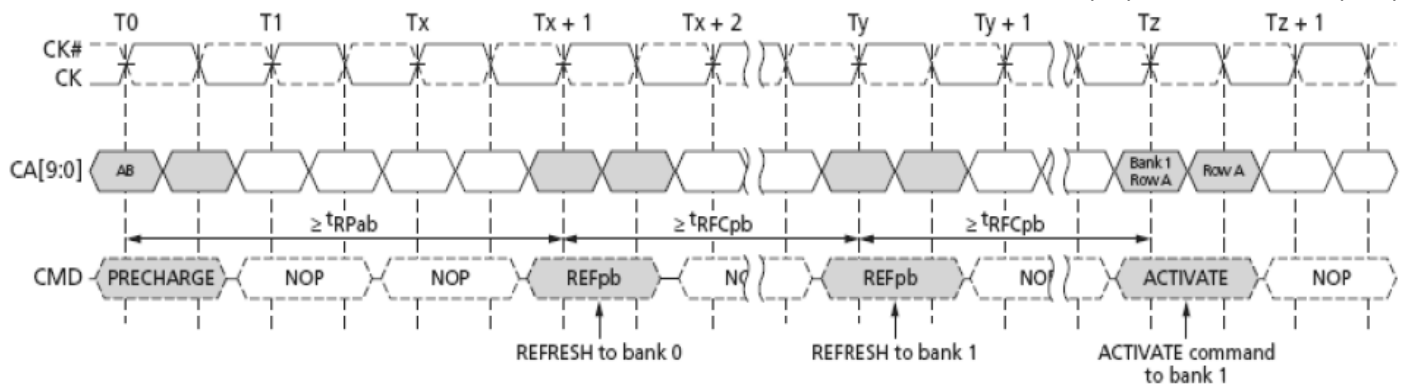 T0 T1 Tx Tx + 1 Tx + 2 Ty Ty + 1 Tz Tz + 1
CK#
CK
CA[9:0] AB Bank 1 Row A Row A
≥ tRPab ≥ tRFCpb ≥ tRFCpb
CMD PRECHARGE NOP NOP REFpb REFpb NOP ACTIVATE NOP
REFRESH to bank 0 REFRESH to bank 1 ACTIVATE command
to bank 1